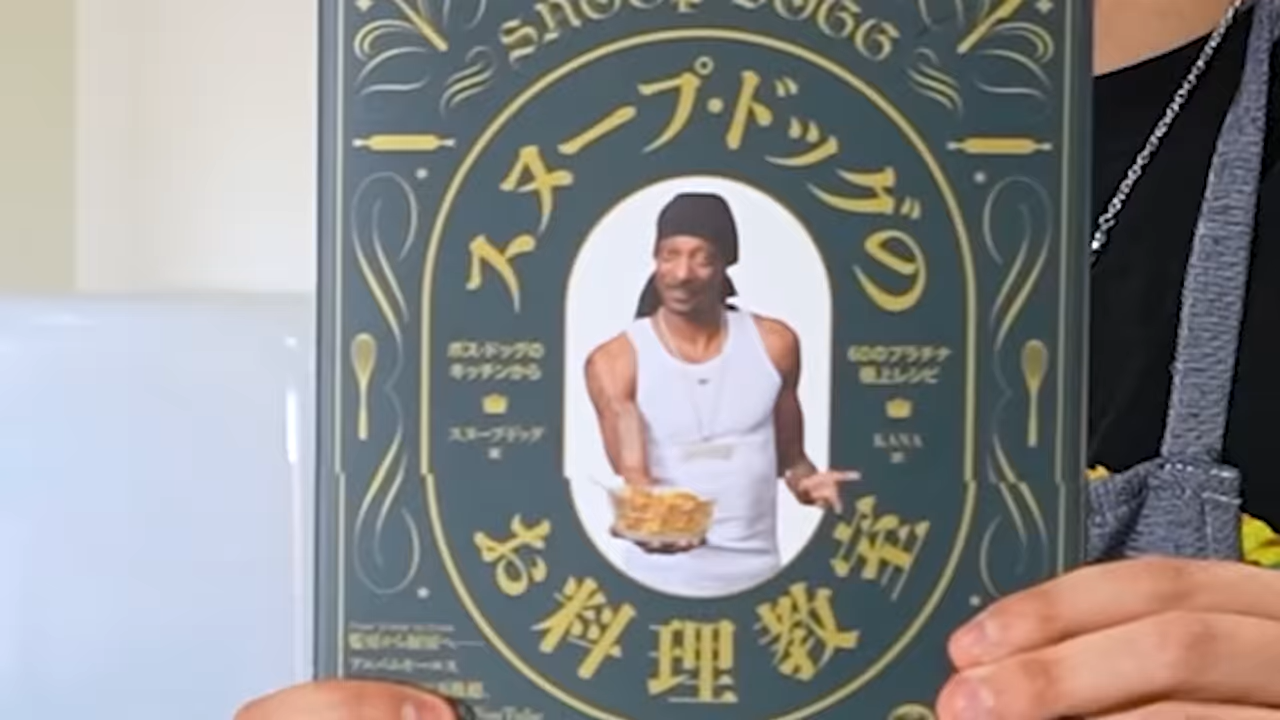 SNOOP DOGG
スヌープ・ドッグの
ボス・ドッグの
キッチンから
スヌープ・ドッグ
著
60のプラチナ
極上レシピ
KANA
訳
お料理教室